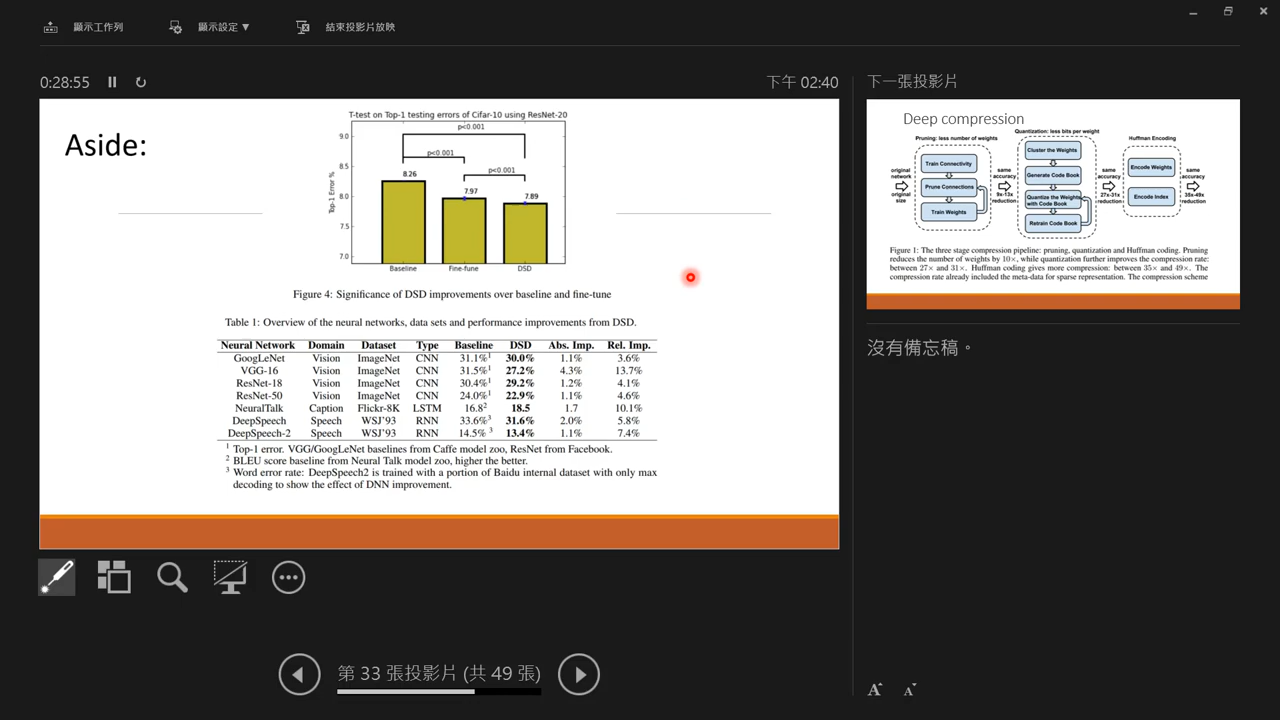 顯示工作列
顯示設定 ▼
結束投影片放映
0:28:55
下午 02:40
下一張投影片
Aside:
T-test on Top-1 testing errors of Cifar-10 using ResNet-20
p<0.001
p<0.001
p<0.001
Top-1 Error %
9.0
8.5
8.0
7.5
7.0
8.26
7.97
7.89
Baseline
Fine-fune
DSD
Figure 4: Significance of DSD improvements over baseline and fine-tune
Table 1: Overview of the neural networks, data sets and performance improvements from DSD.
Neural Network Domain Dataset Type Baseline DSD Abs. Imp. Rel. Imp.
GoogLeNet Vision ImageNet CNN 31.1%1 30.0% 1.1% 3.6%
VGG-16 Vision ImageNet CNN 31.5%1 27.2% 4.3% 13.7%
ResNet-18 Vision ImageNet CNN 30.4%1 29.2% 1.2% 4.1%
ResNet-50 Vision ImageNet CNN 24.0%1 22.9% 1.1% 4.6%
NeuralTalk Caption Flickr-8K LSTM 16.82 18.5 1.7 10.1%
DeepSpeech Speech WSJ'93 RNN 33.6%3 31.6% 2.0% 5.8%
DeepSpeech-2 Speech WSJ'93 RNN 14.5% 3 13.4% 1.1% 7.4%
1 Top-1 error. VGG/GoogLeNet baselines from Caffe model zoo, ResNet from Facebook.
2 BLEU score baseline from Neural Talk model zoo, higher the better.
3 Word error rate: DeepSpeech2 is trained with a portion of Baidu internal dataset with only max
decoding to show the effect of DNN improvement.
Deep compression
Pruning: less number of weights
Quantization: less bits per weight
Huffman Encoding
original
network
original
size
Train Connectivity
Prune Connections
Train Weights
same
accuracy
9x-13x
reduction
Cluster the Weights
Generate Code Book
Quantize the Weights
with Code Book
Retrain Code Book
same
accuracy
27x-31x
reduction
Encode Weights
Encode Index
same
accuracy
35x-49x
reduction
Figure 1: The three stage compression pipeline: pruning, quantization and Huffman coding. Pruning
reduces the number of weights by 10×, while quantization further improves the compression rate:
between 27× and 31×. Huffman coding gives more compression: between 35× and 49×. The
compression rate already included the meta-data for sparse representation. The compression scheme
沒有備忘稿。
第 33 張投影片 (共 49 張)
A A